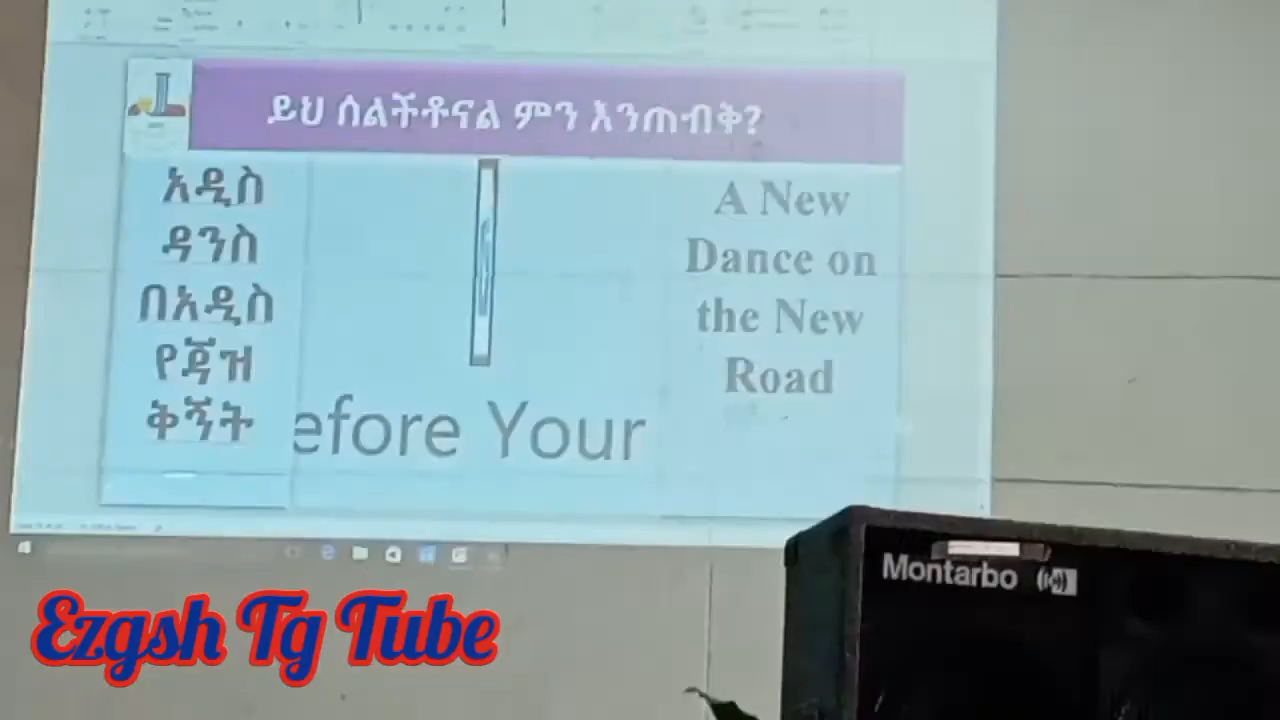 ይህ ሰልችቶናል ምን እንጠብቅ?
አዲስ
ዳንስ
በአዲስ
የጃዝ
ቅኝት
efore Your
A New
Dance on
the New
Road
Montarbo
Ezgsh Tg Tube